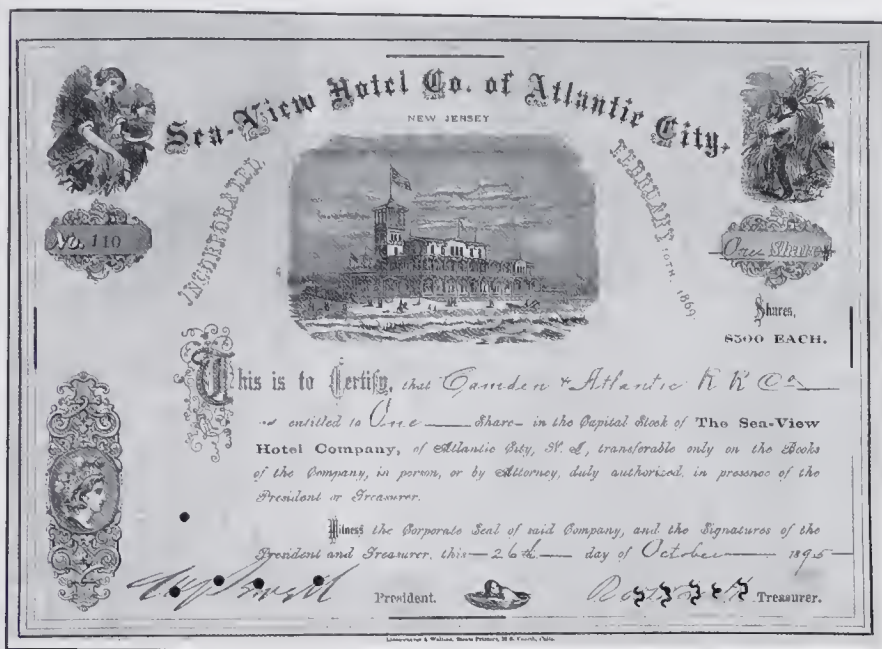 Sea-View Hotel Co. of Atlantic City,
NEW JERSEY
INCORPORATED FEBRUARY 10TH, 1869
No. 110
One Share
Shares,
$500 EACH.
This is to Certify, that Camden & Atlantic R R Co
is entitled to One Share in the Capital Stock of The Sea-View
Hotel Company, of Atlantic City, N. J., transferable only on the Books
of the Company, in person, or by Attorney, duly authorized, in presence of the
President or Treasurer.
Witness the Corporate Seal of said Company, and the Signatures of the
President and Treasurer, this 26th day of October 1895
President.
Treasurer.